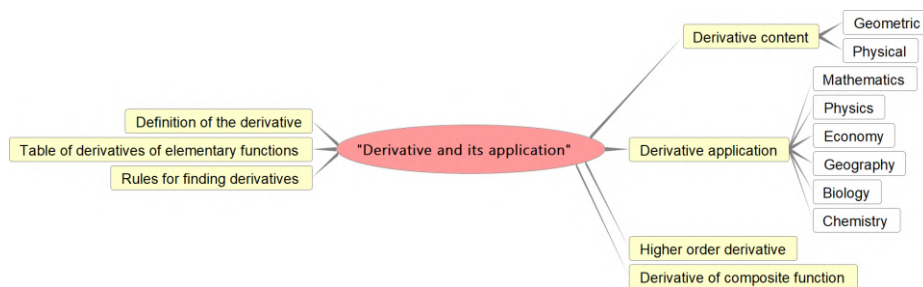 "Derivative and its application"
Definition of the derivative
Table of derivatives of elementary functions
Rules for finding derivatives
Derivative content
Geometric
Physical
Derivative application
Mathematics
Physics
Economy
Geography
Biology
Chemistry
Higher order derivative
Derivative of composite function